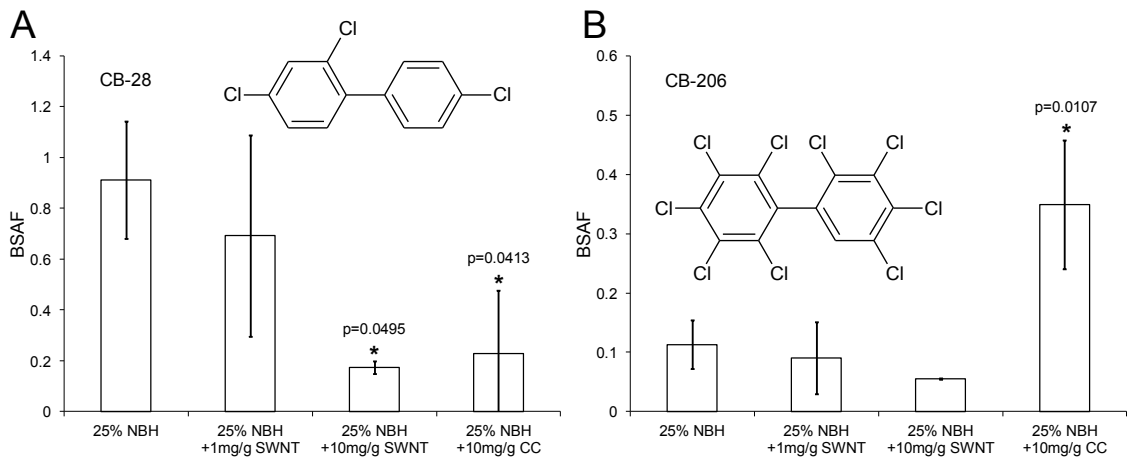 A
1.4
1.2
1
0.8
0.6
0.4
0.2
0
BSAF
CB-28
Cl
Cl
Cl
p=0.0495
*
p=0.0413
*
25% NBH
25% NBH
+1mg/g SWNT
25% NBH
+10mg/g SWNT
25% NBH
+10mg/g CC
B
0.6
0.5
0.4
0.3
0.2
0.1
0
BSAF
CB-206
Cl
Cl
Cl
Cl
Cl
Cl
Cl
Cl
Cl
p=0.0107
*
25% NBH
25% NBH
+1mg/g SWNT
25% NBH
+10mg/g SWNT
25% NBH
+10mg/g CC